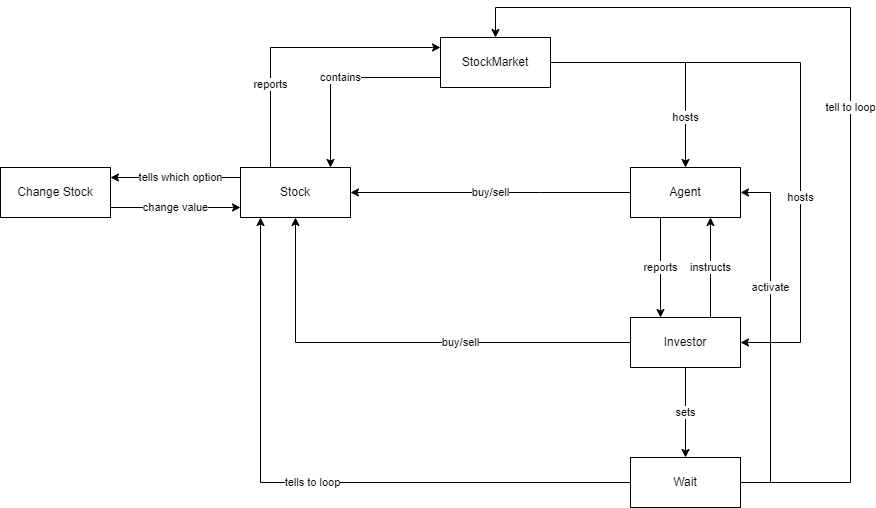 StockMarket
contains
reports
tell to loop
hosts
tells which option
Change Stock
Stock
buy/sell
Agent
hosts
change value
reports
instructs
activate
buy/sell
Investor
sets
tells to loop
Wait